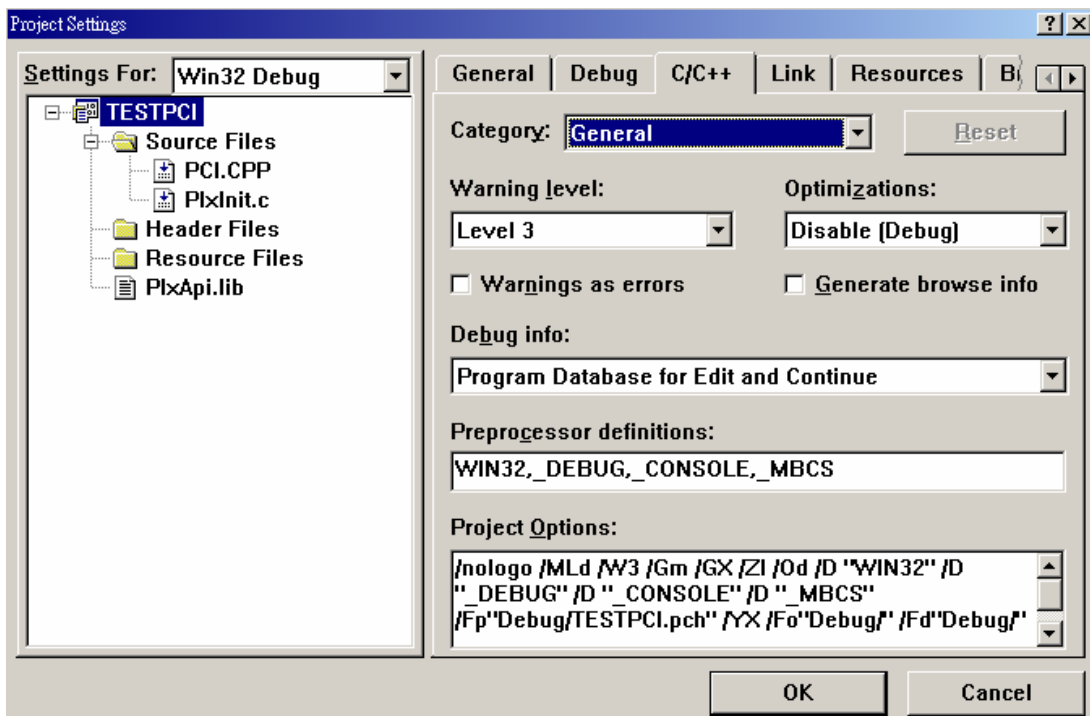 Project Settings
Settings For: Win32 Debug
TESTPCI
Source Files
PCI.CPP
PlxInit.c
Header Files
Resource Files
PlxApi.lib
General Debug C/C++ Link Resources
Category: General Reset
Warning level: Optimizations:
Level 3 Disable (Debug)
Warnings as errors Generate browse info
Debug info:
Program Database for Edit and Continue
Preprocessor definitions:
WIN32,_DEBUG,_CONSOLE,_MBCS
Project Options:
/nologo /MLd /W3 /Gm /GX /ZI /Od /D "WIN32" /D
"_DEBUG" /D "_CONSOLE" /D "_MBCS"
/Fp"Debug/TESTPCI.pch" /YX /Fo"Debug/" /Fd"Debug/"
OK Cancel